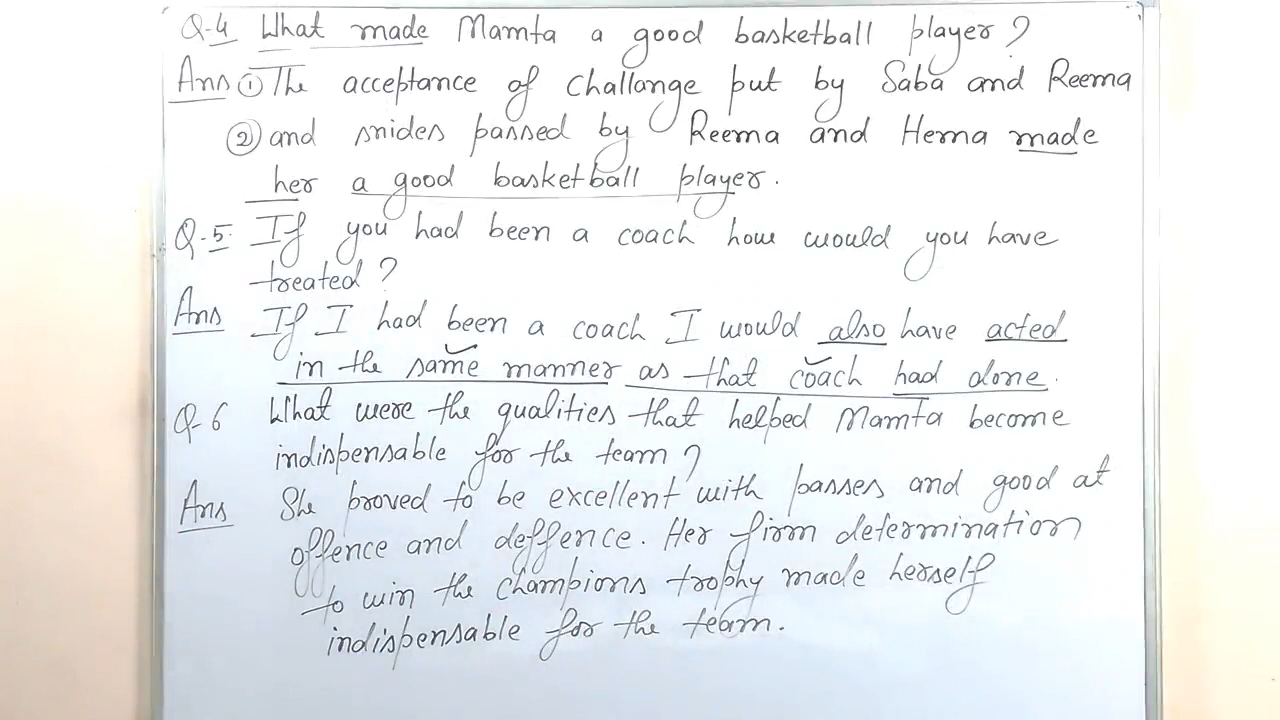 Q-4 What made Mamta a good basketball player?
Ans ① The acceptance of challange put by Saba and Reema
② and snides passed by Reema and Hema made
her a good basketball player.
Q-5. If you had been a coach how would you have
treated?
Ans If I had been a coach I would also have acted
in the same manner as that coach had done.
Q-6 What were the qualities that helped Mamta become
indispensable for the team?
Ans She proved to be excellent with passes and good at
offence and deffence. Her firm determination
to win the champions trophy made herself
indispensable for the team.